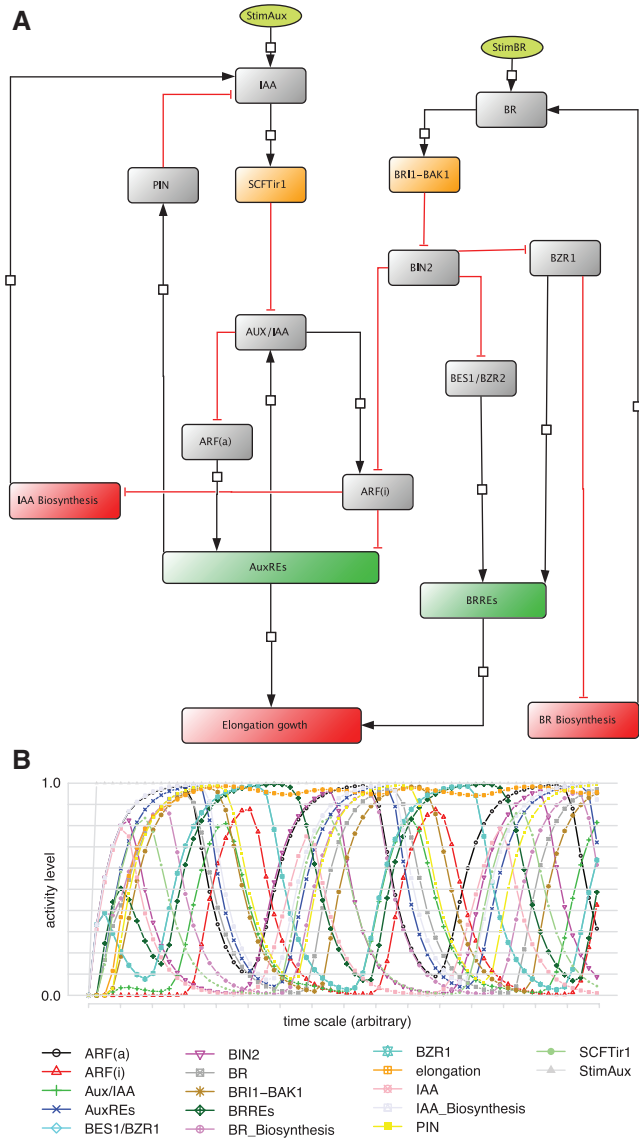 A
StimAux
StimBR
IAA
BR
PIN
SCFTir1
BRI1-BAK1
BIN2
BZR1
AUX/IAA
BES1/BZR2
ARF(a)
ARF(i)
IAA Biosynthesis
AuxREs
BRREs
Elongation gowth
BR Biosynthesis
B
1.0
activity level
0.0
time scale (arbitrary)
ARF(a)
ARF(i)
Aux/IAA
AuxREs
BES1/BZR1
BIN2
BR
BRI1-BAK1
BRREs
BR_Biosynthesis
BZR1
elongation
IAA
IAA_Biosynthesis
PIN
SCFTir1
StimAux